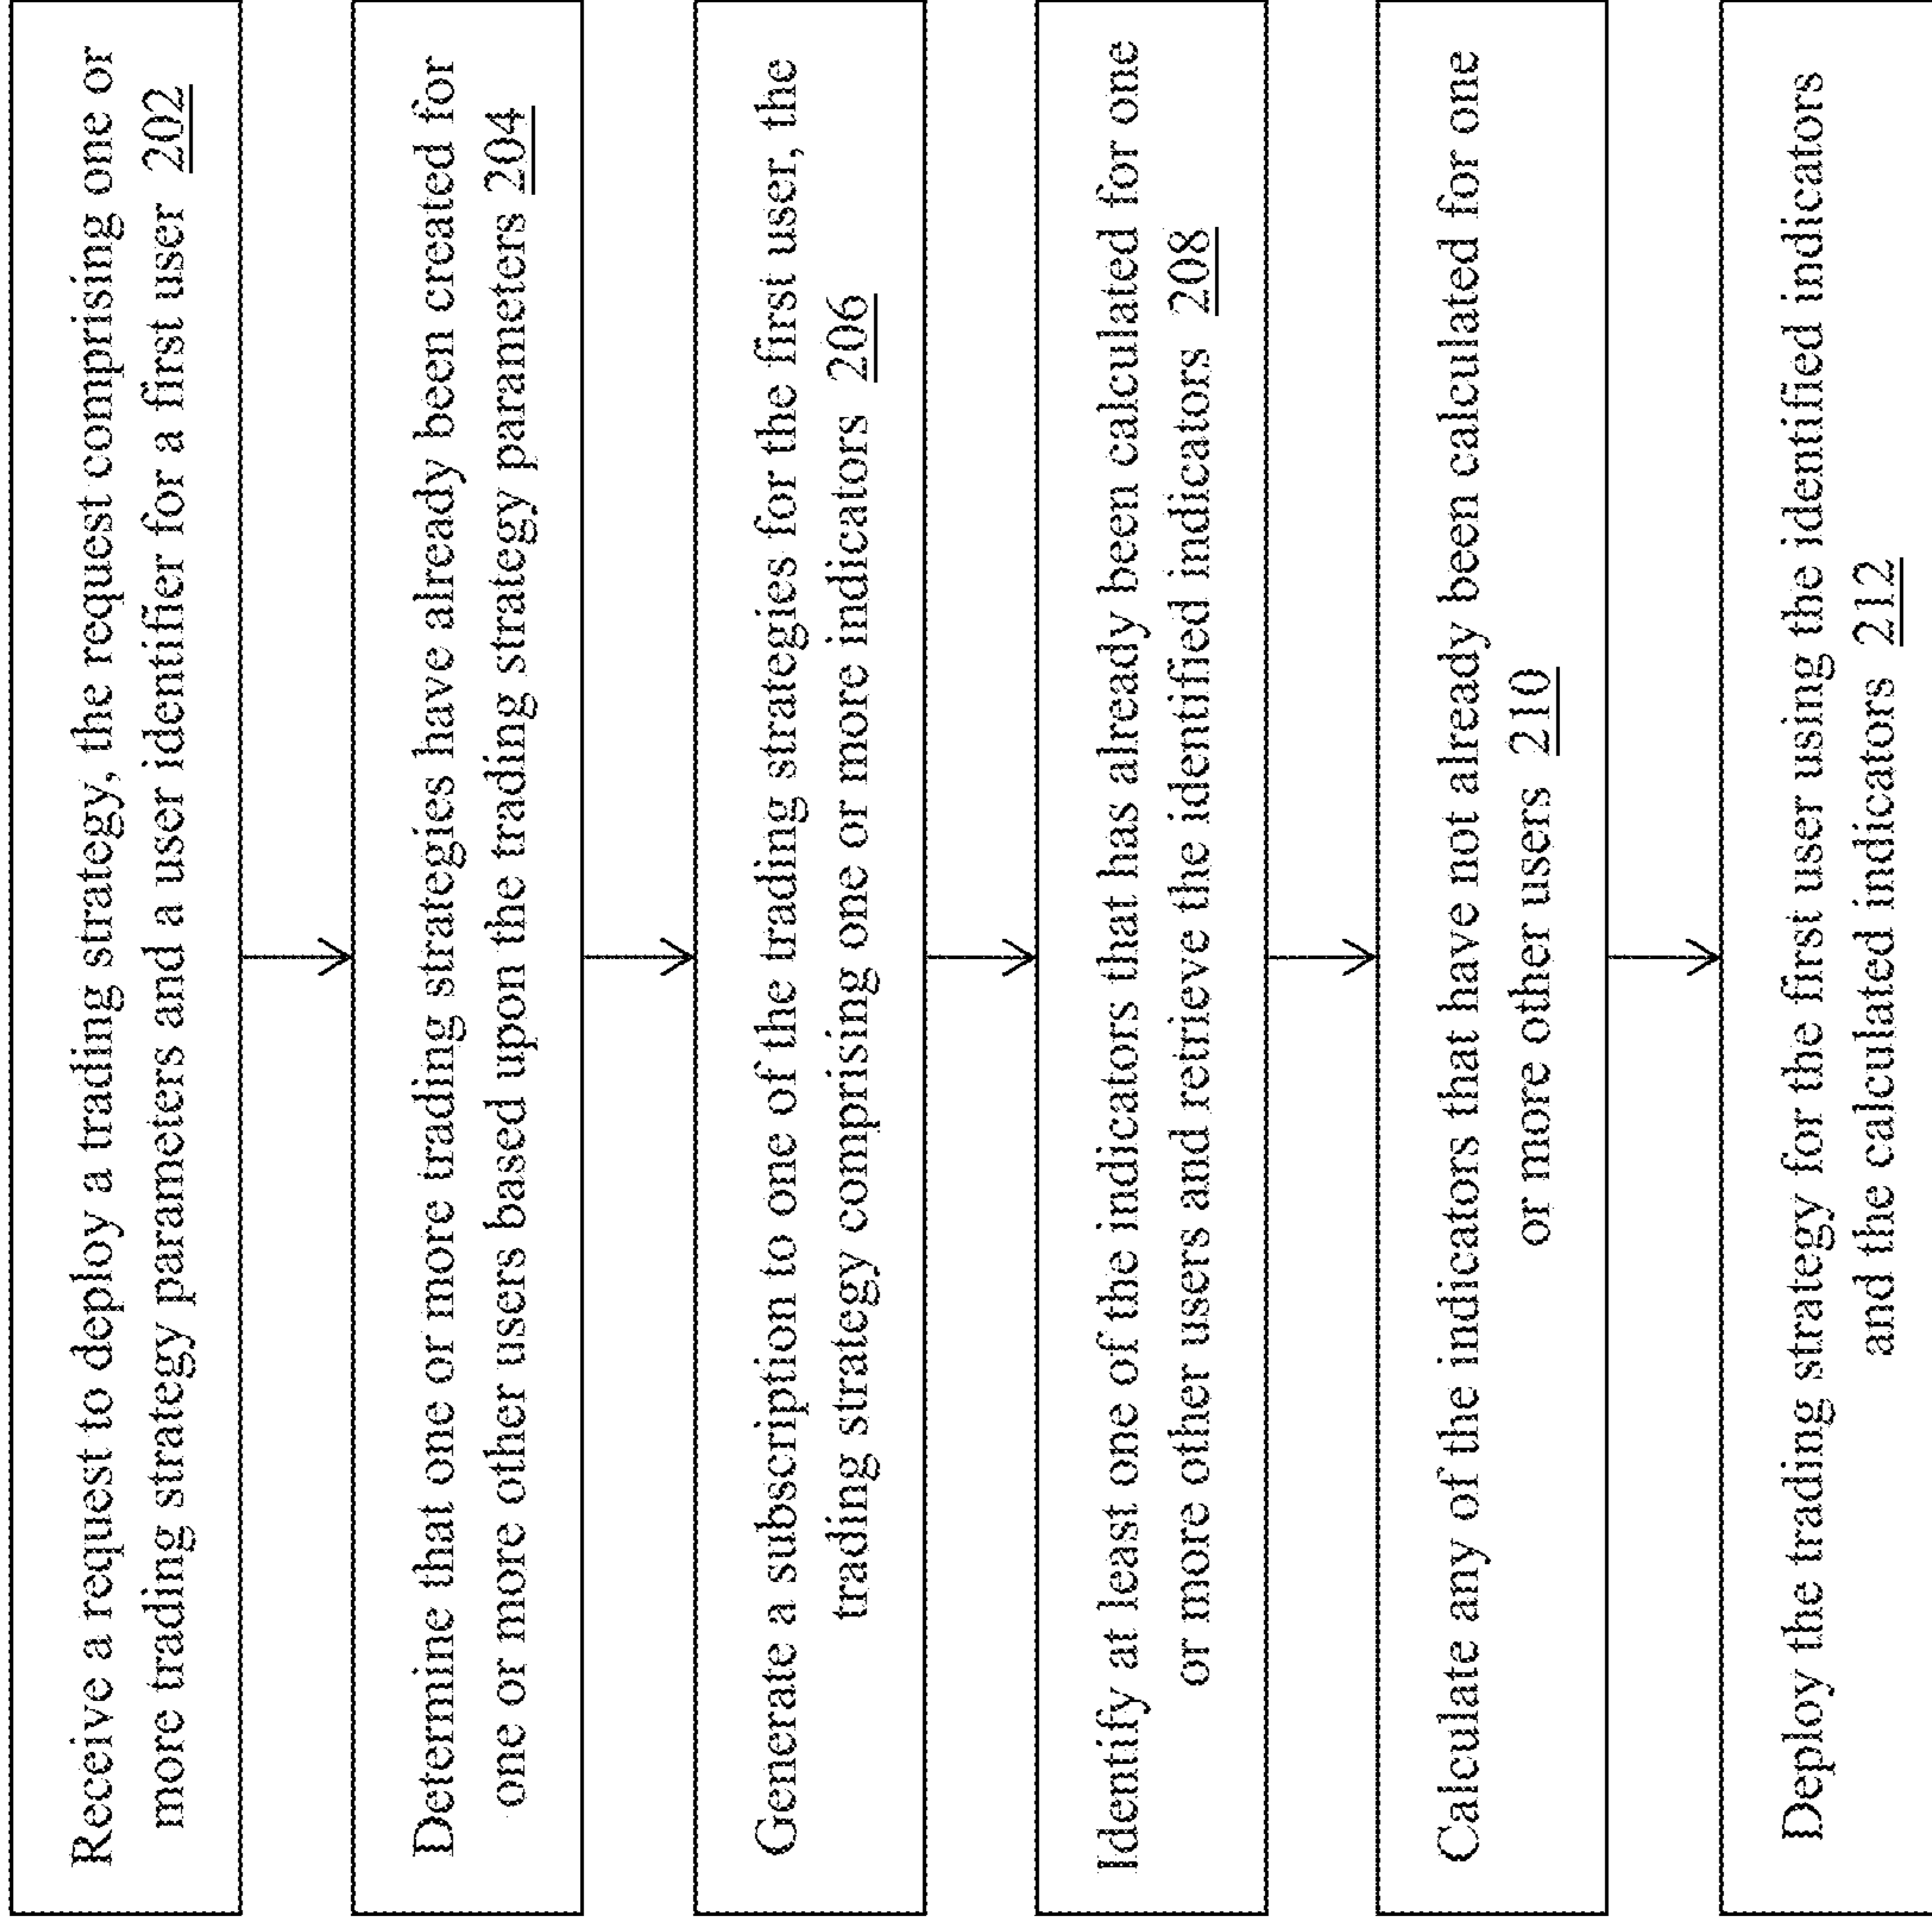 Receive a request to deploy a trading strategy, the request comprising one or
more trading strategy parameters and a user identifier for a first user 202
Determine that one or more trading strategies have already been created for
one or more other users based upon the trading strategy parameters 204
Generate a subscription to one of the trading strategies for the first user, the
trading strategy comprising one or more indicators 206
Identify at least one of the indicators that has already been calculated for one
or more other users and retrieve the identified indicators 208
Calculate any of the indicators that have not already been calculated for one
or more other users 210
Deploy the trading strategy for the first user using the identified indicators
and the calculated indicators 212